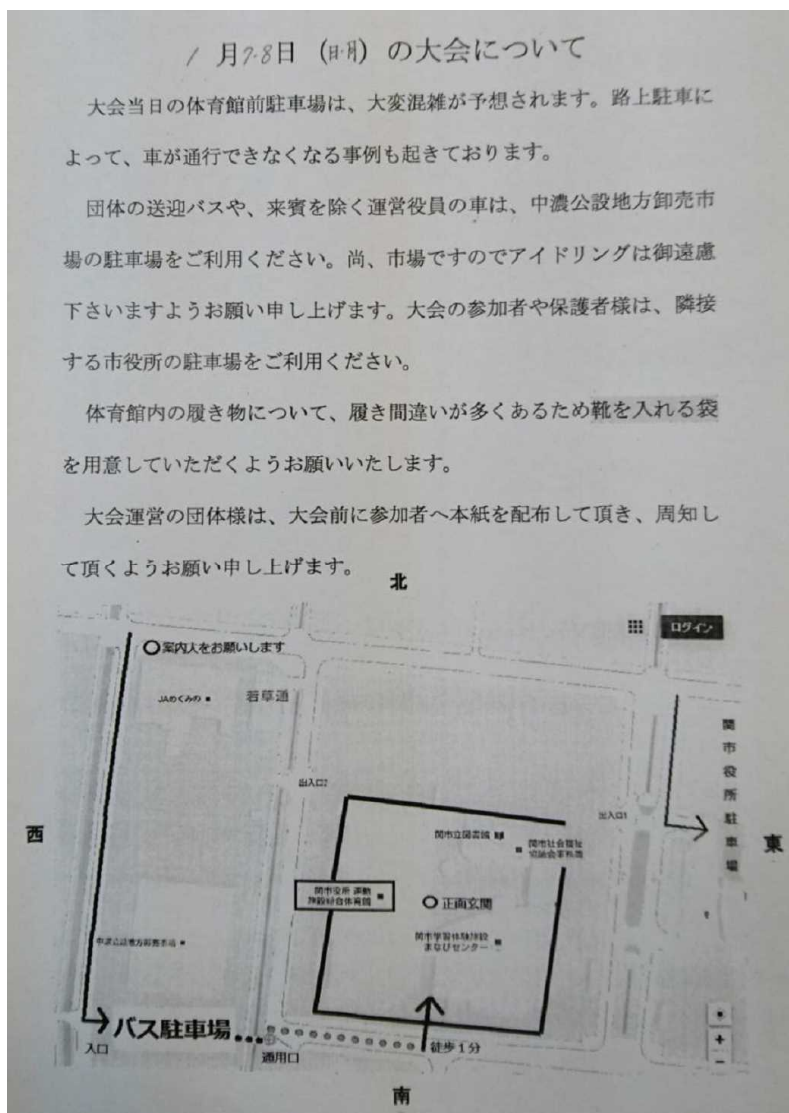 1月7・8日（日・月）の大会について
大会当日の体育館前駐車場は、大変混雑が予想されます。路上駐車に
よって、車が通行できなくなる事例も起きております。
団体の送迎バスや、来賓を除く運営役員の車は、中濃公設地方卸売市
場の駐車場をご利用ください。尚、市場ですのでアイドリングは御遠慮
下さいますようお願い申し上げます。大会の参加者や保護者様は、隣接
する市役所の駐車場をご利用ください。
体育館内の履き物について、履き間違いが多くあるため靴を入れる袋
を用意していただくようお願いいたします。
大会運営の団体様は、大会前に参加者へ本紙を配布して頂き、周知し
て頂くようお願い申し上げます。
北
ログイン
案内人をお願いします
JAめぐみの
若草通
関市役所駐車場
出入口2
出入口1
西
東
関市立図書館
関市社会福祉
協議会事務局
関市役所 運動
施設総合体育館
正面玄関
関市学習体験施設
まなびセンター
中濃公設地方卸売市場
バス駐車場
入口
通用口
徒歩1分
+
−
南